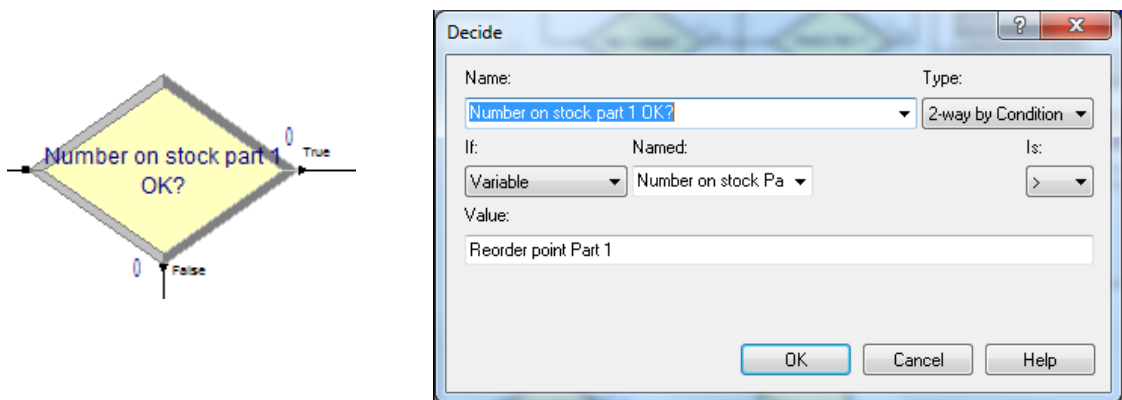 Number on stock part 1
OK?
0
True
0
False
Decide
?
X
Name:
Type:
Number on stock part 1 OK?
2-way by Condition
If:
Named:
Is:
Variable
Number on stock Pa
>
Value:
Reorder point Part 1
OK
Cancel
Help